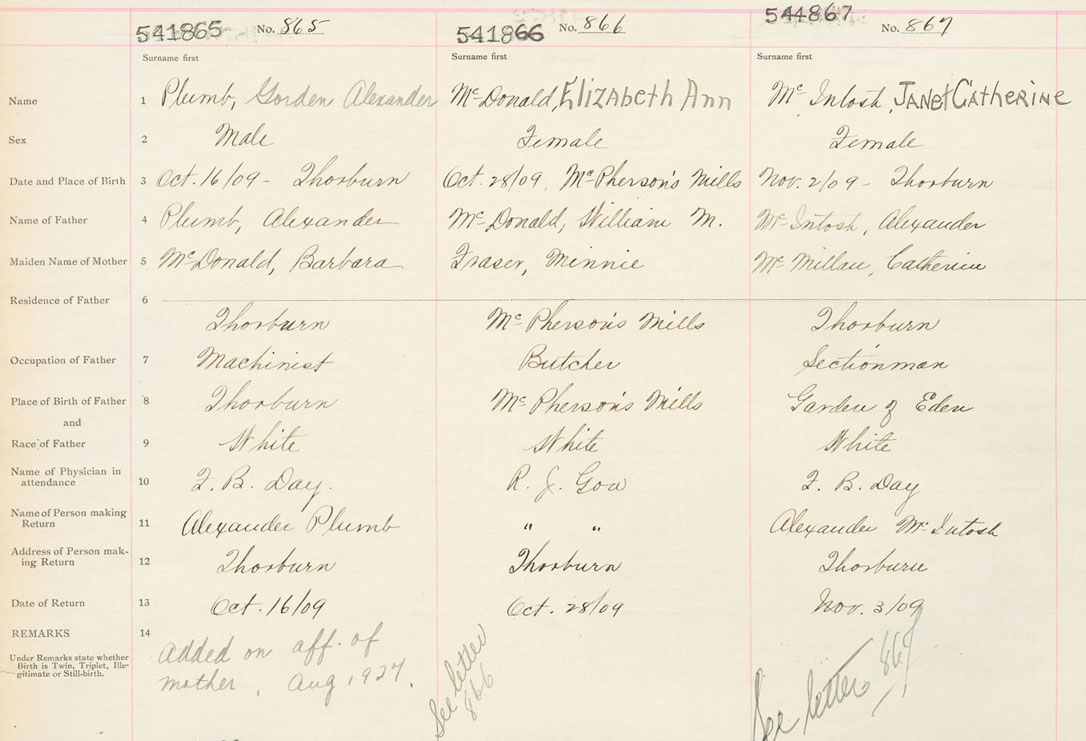 541865 No. 865 541866 No. 866 544867 No. 867
Surname first Surname first Surname first
Name 1 Plumb, Gorden Alexander McDonald, Elizabeth Ann McIntosh, Janet Catherine
Sex 2 Male Female Female
Date and Place of Birth 3 Oct. 16/09 - Thorburn Oct. 28/09, McPherson's Mills Nov. 2/09 - Thorburn
Name of Father 4 Plumb, Alexander McDonald, William M. McIntosh, Alexander
Maiden Name of Mother 5 McDonald, Barbara Fraser, Minnie McMillan, Catherine
Residence of Father 6
Thorburn McPherson's Mills Thorburn
Occupation of Father 7 Machinist Butcher Sectionman
Place of Birth of Father 8 Thorburn McPherson's Mills Garden of Eden
and
Race of Father 9 White White White
Name of Physician in
attendance 10 F. B. Day. R. J. Gow F. B. Day
Name of Person making
Return 11 Alexander Plumb " " Alexander McIntosh
Address of Person mak-
ing Return 12 Thorburn Thorburn Thorburn
Date of Return 13 Oct. 16/09 Oct. 28/09 Nov. 3/09
REMARKS 14
Under Remarks state whether
Birth is Twin, Triplet, Ille-
gitimate or Still-birth.
Added on aff. of
mother, Aug 1927.
See letter
866
See letter 867